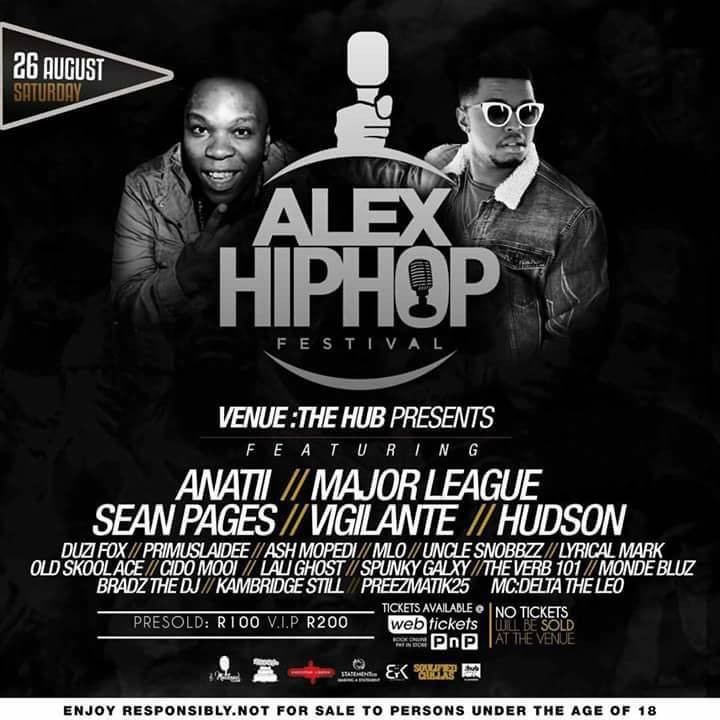 26 AUGUST
SATURDAY
ALEX
HIPHOP
FESTIVAL
VENUE :THE HUB PRESENTS
FEATURING
ANATII // MAJOR LEAGUE
SEAN PAGES // VIGILANTE // HUDSON
DUZI FOX // PRIMUSLAIDEE // ASH MOPEDI // MLO // UNCLE SNOBBZZ // LYRICAL MARK
OLD SKOOL ACE // CIDO MOOI // LALI GHOST // SPUNKY GALXY // THE VERB 101 // MONDE BLUZ
BRADZ THE DJ // KAMBRIDGE STILL // PREEZMATIK25 MC:DELTA THE LEO
PRESOLD: R100 V.I.P R200
TICKETS AVAILABLE @
webtickets
BOOK ONLINE
PAY IN STORE
PnP
NO TICKETS
WILL BE SOLD
AT THE VENUE
STATEMENTCO
MAKING A STATEMENT
SOULIFIED
ENJOY RESPONSIBLY.NOT FOR SALE TO PERSONS UNDER THE AGE OF 18